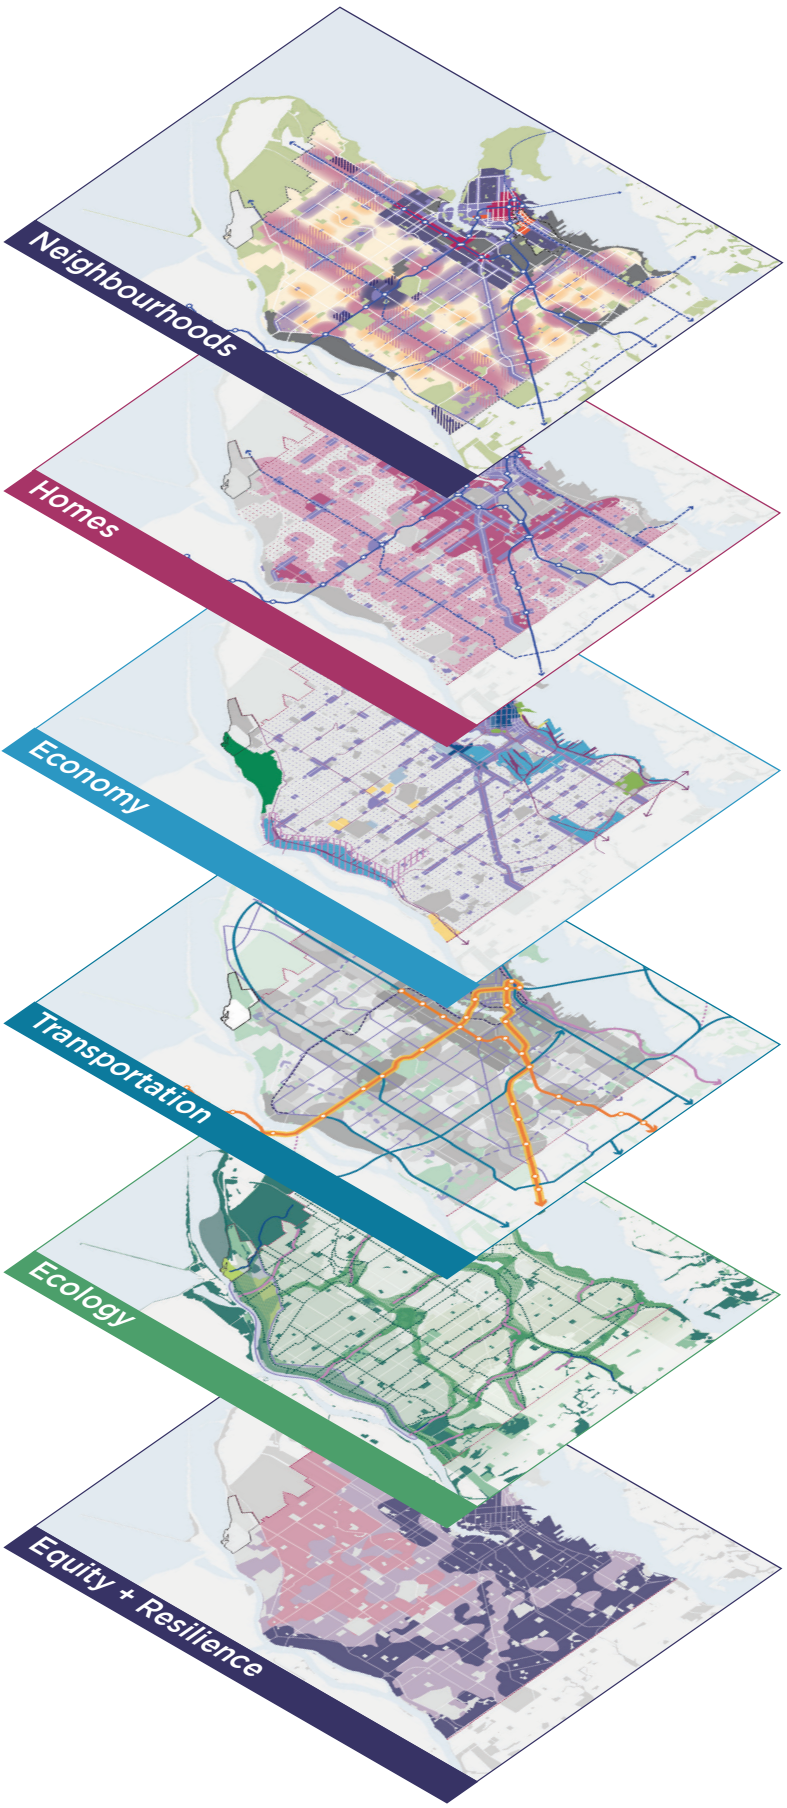 Neighbourhoods
Homes
Economy
Transportation
Ecology
Equity + Resilience